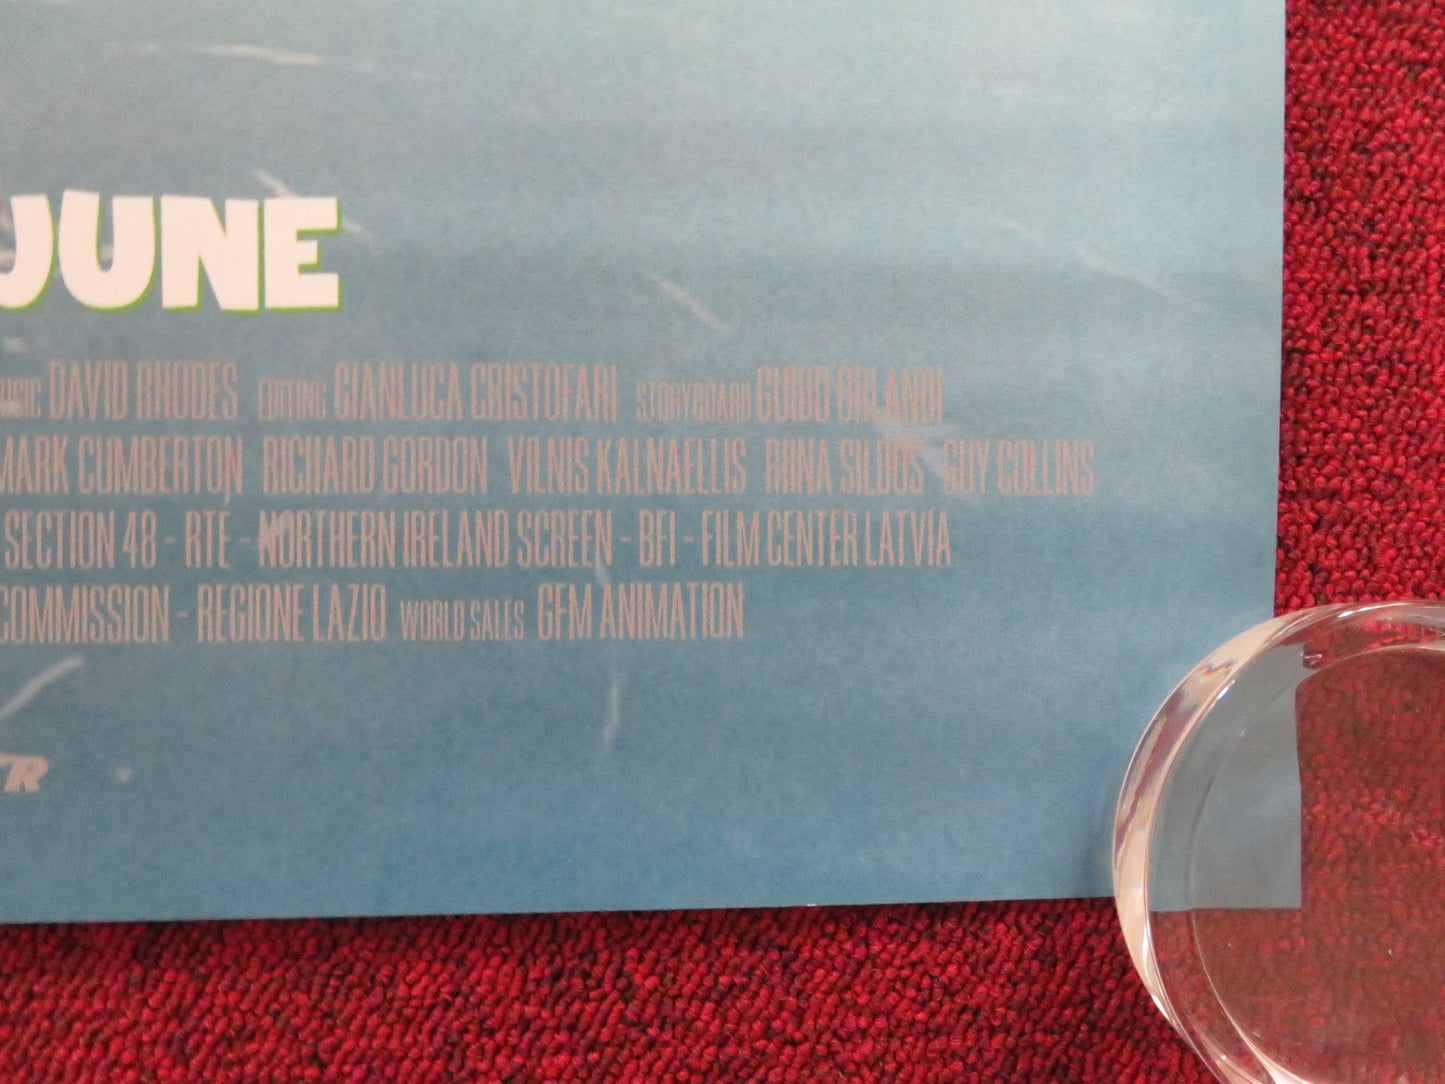 JUNE
MUSIC DAVID RHODES EDITING GIANLUCA CRISTOFARI STORYBOARD GUIDO ORLANDI
MARK CUMBERTON RICHARD GORDON VILNIS KALNAELLIS RIINA SILDOS GUY COLLINS
SECTION 48 - RTE - NORTHERN IRELAND SCREEN - BFI - FILM CENTER LATVIA
COMMISSION - REGIONE LAZIO WORLD SALES GFM ANIMATION